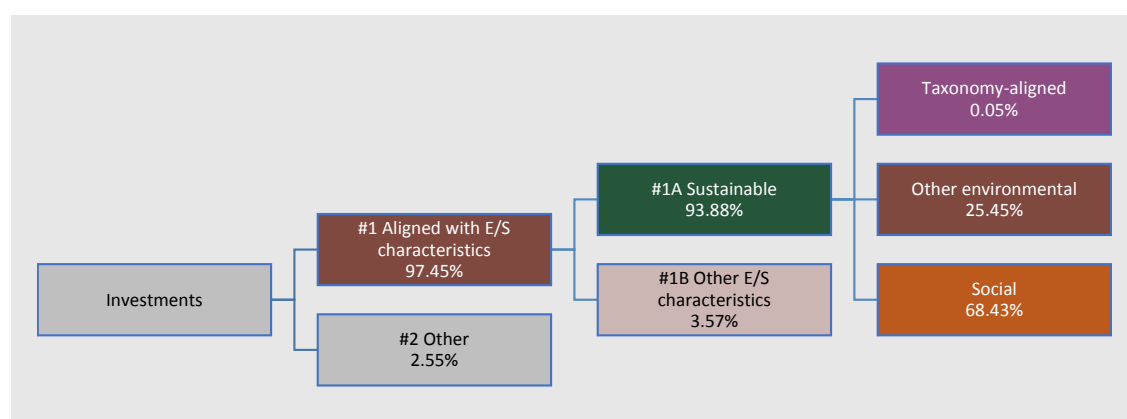 Investments
#1 Aligned with E/S
characteristics
97.45%
#2 Other
2.55%
#1A Sustainable
93.88%
#1B Other E/S
characteristics
3.57%
Taxonomy-aligned
0.05%
Other environmental
25.45%
Social
68.43%